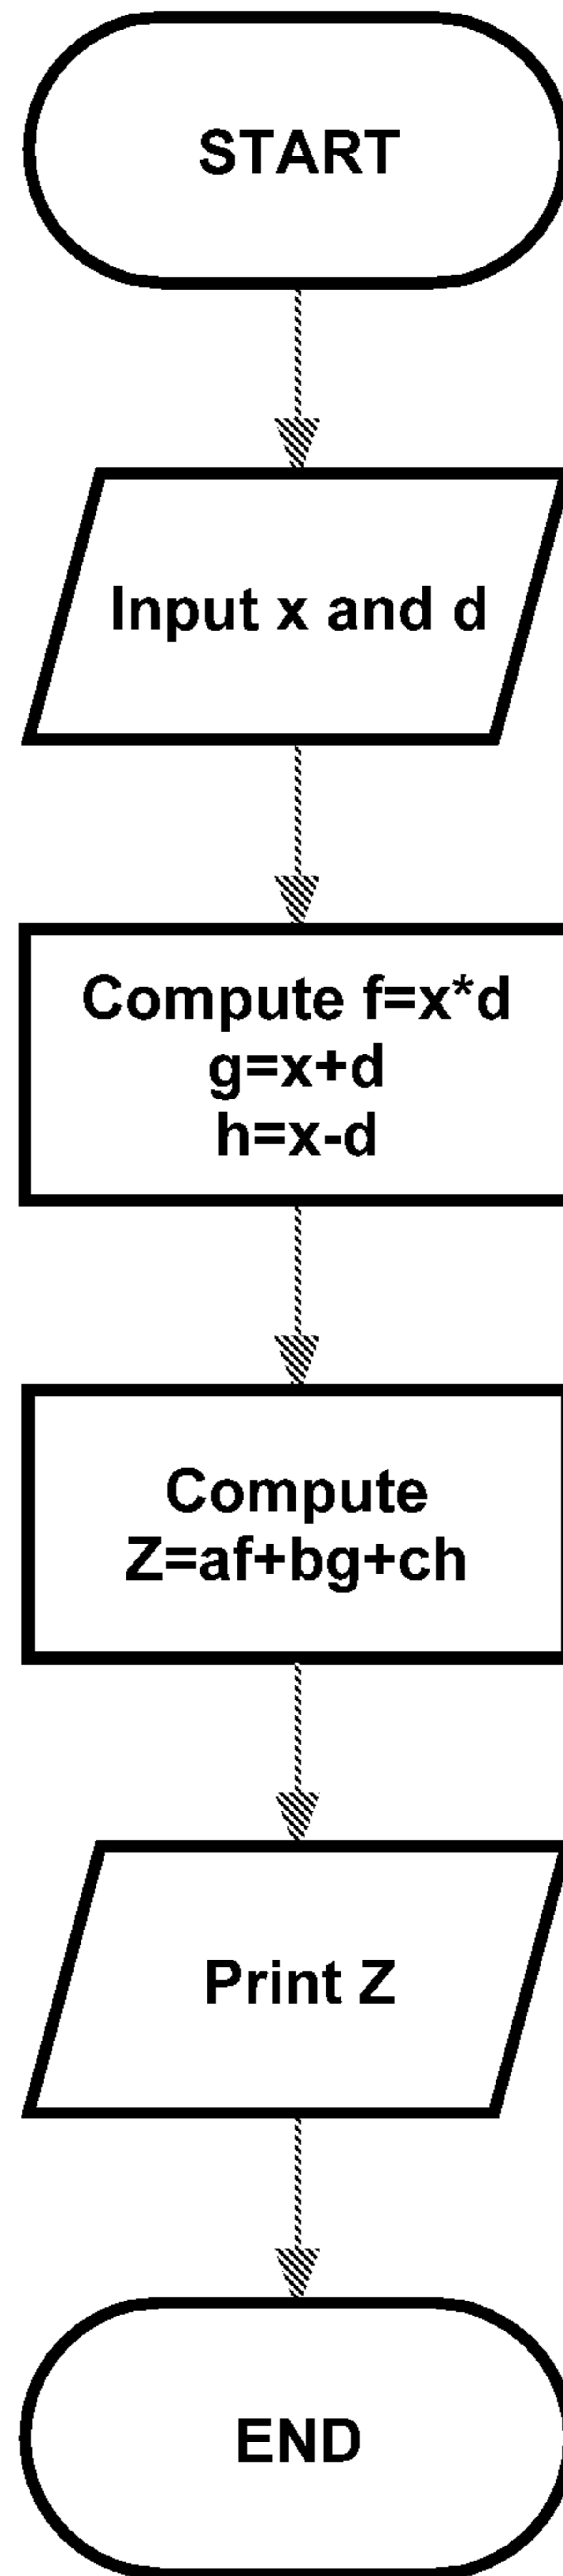 START
Input x and d
Compute f=x*d
g=x+d
h=x-d
Compute
Z=af+bg+ch
Print Z
END